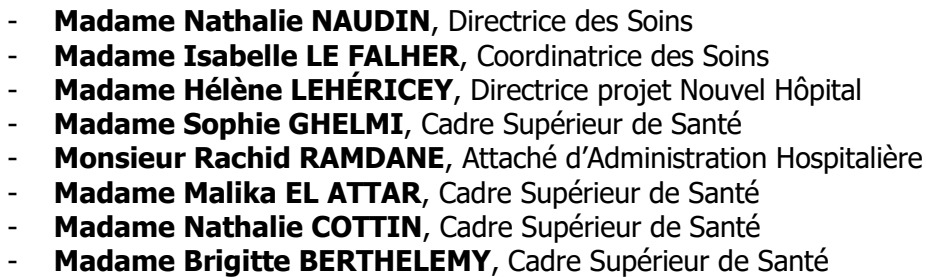 - Madame Nathalie NAUDIN, Directrice des Soins
- Madame Isabelle LE FALHER, Coordinatrice des Soins
- Madame Hélène LEHÉRICEY, Directrice projet Nouvel Hôpital
- Madame Sophie GHELMI, Cadre Supérieur de Santé
- Monsieur Rachid RAMDANE, Attaché d'Administration Hospitalière
- Madame Malika EL ATTAR, Cadre Supérieur de Santé
- Madame Nathalie COTTIN, Cadre Supérieur de Santé
- Madame Brigitte BERTHELEMY, Cadre Supérieur de Santé